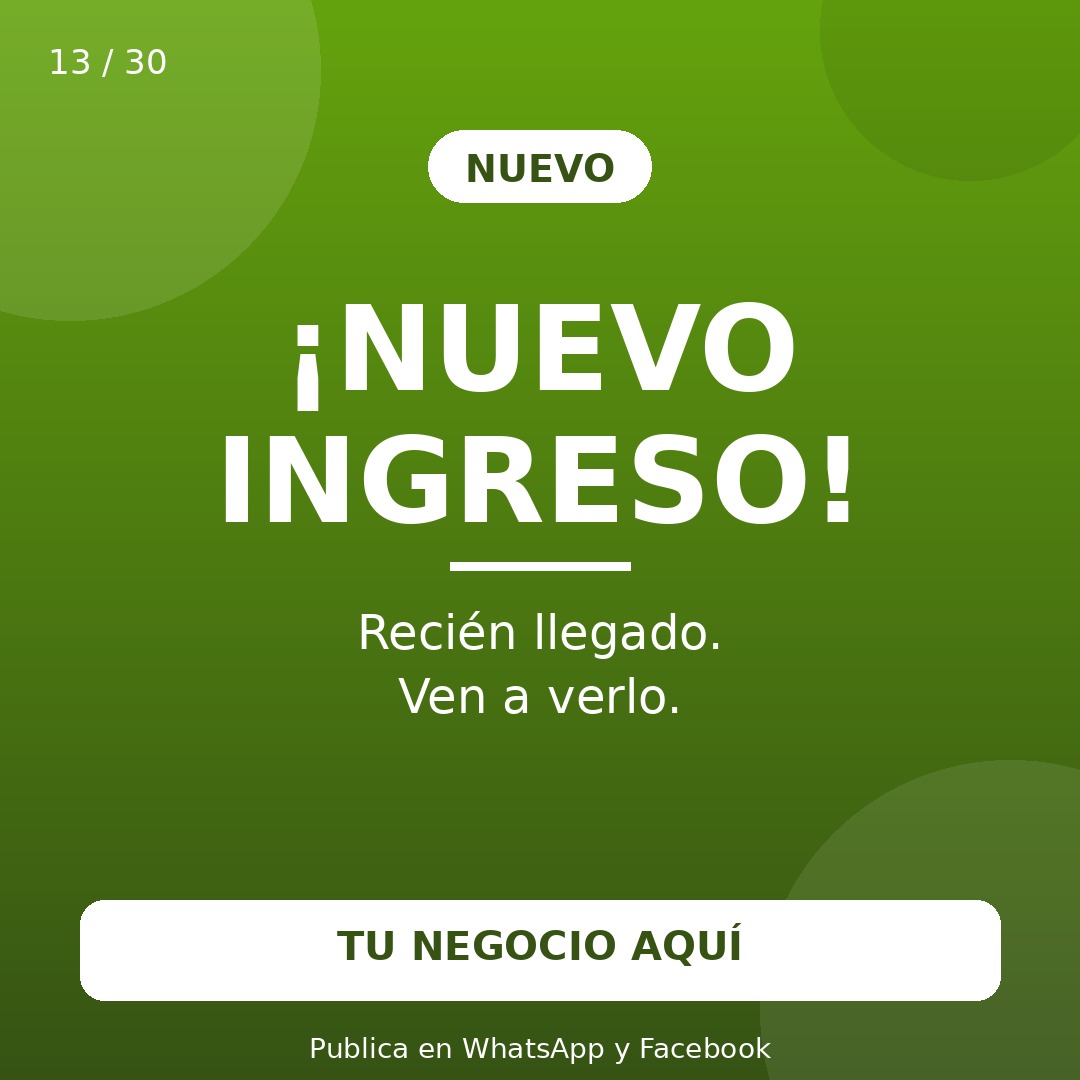 13 / 30
NUEVO
¡NUEVO
INGRESO!
Recién llegado.
Ven a verlo.
TU NEGOCIO AQUÍ
Publica en WhatsApp y Facebook